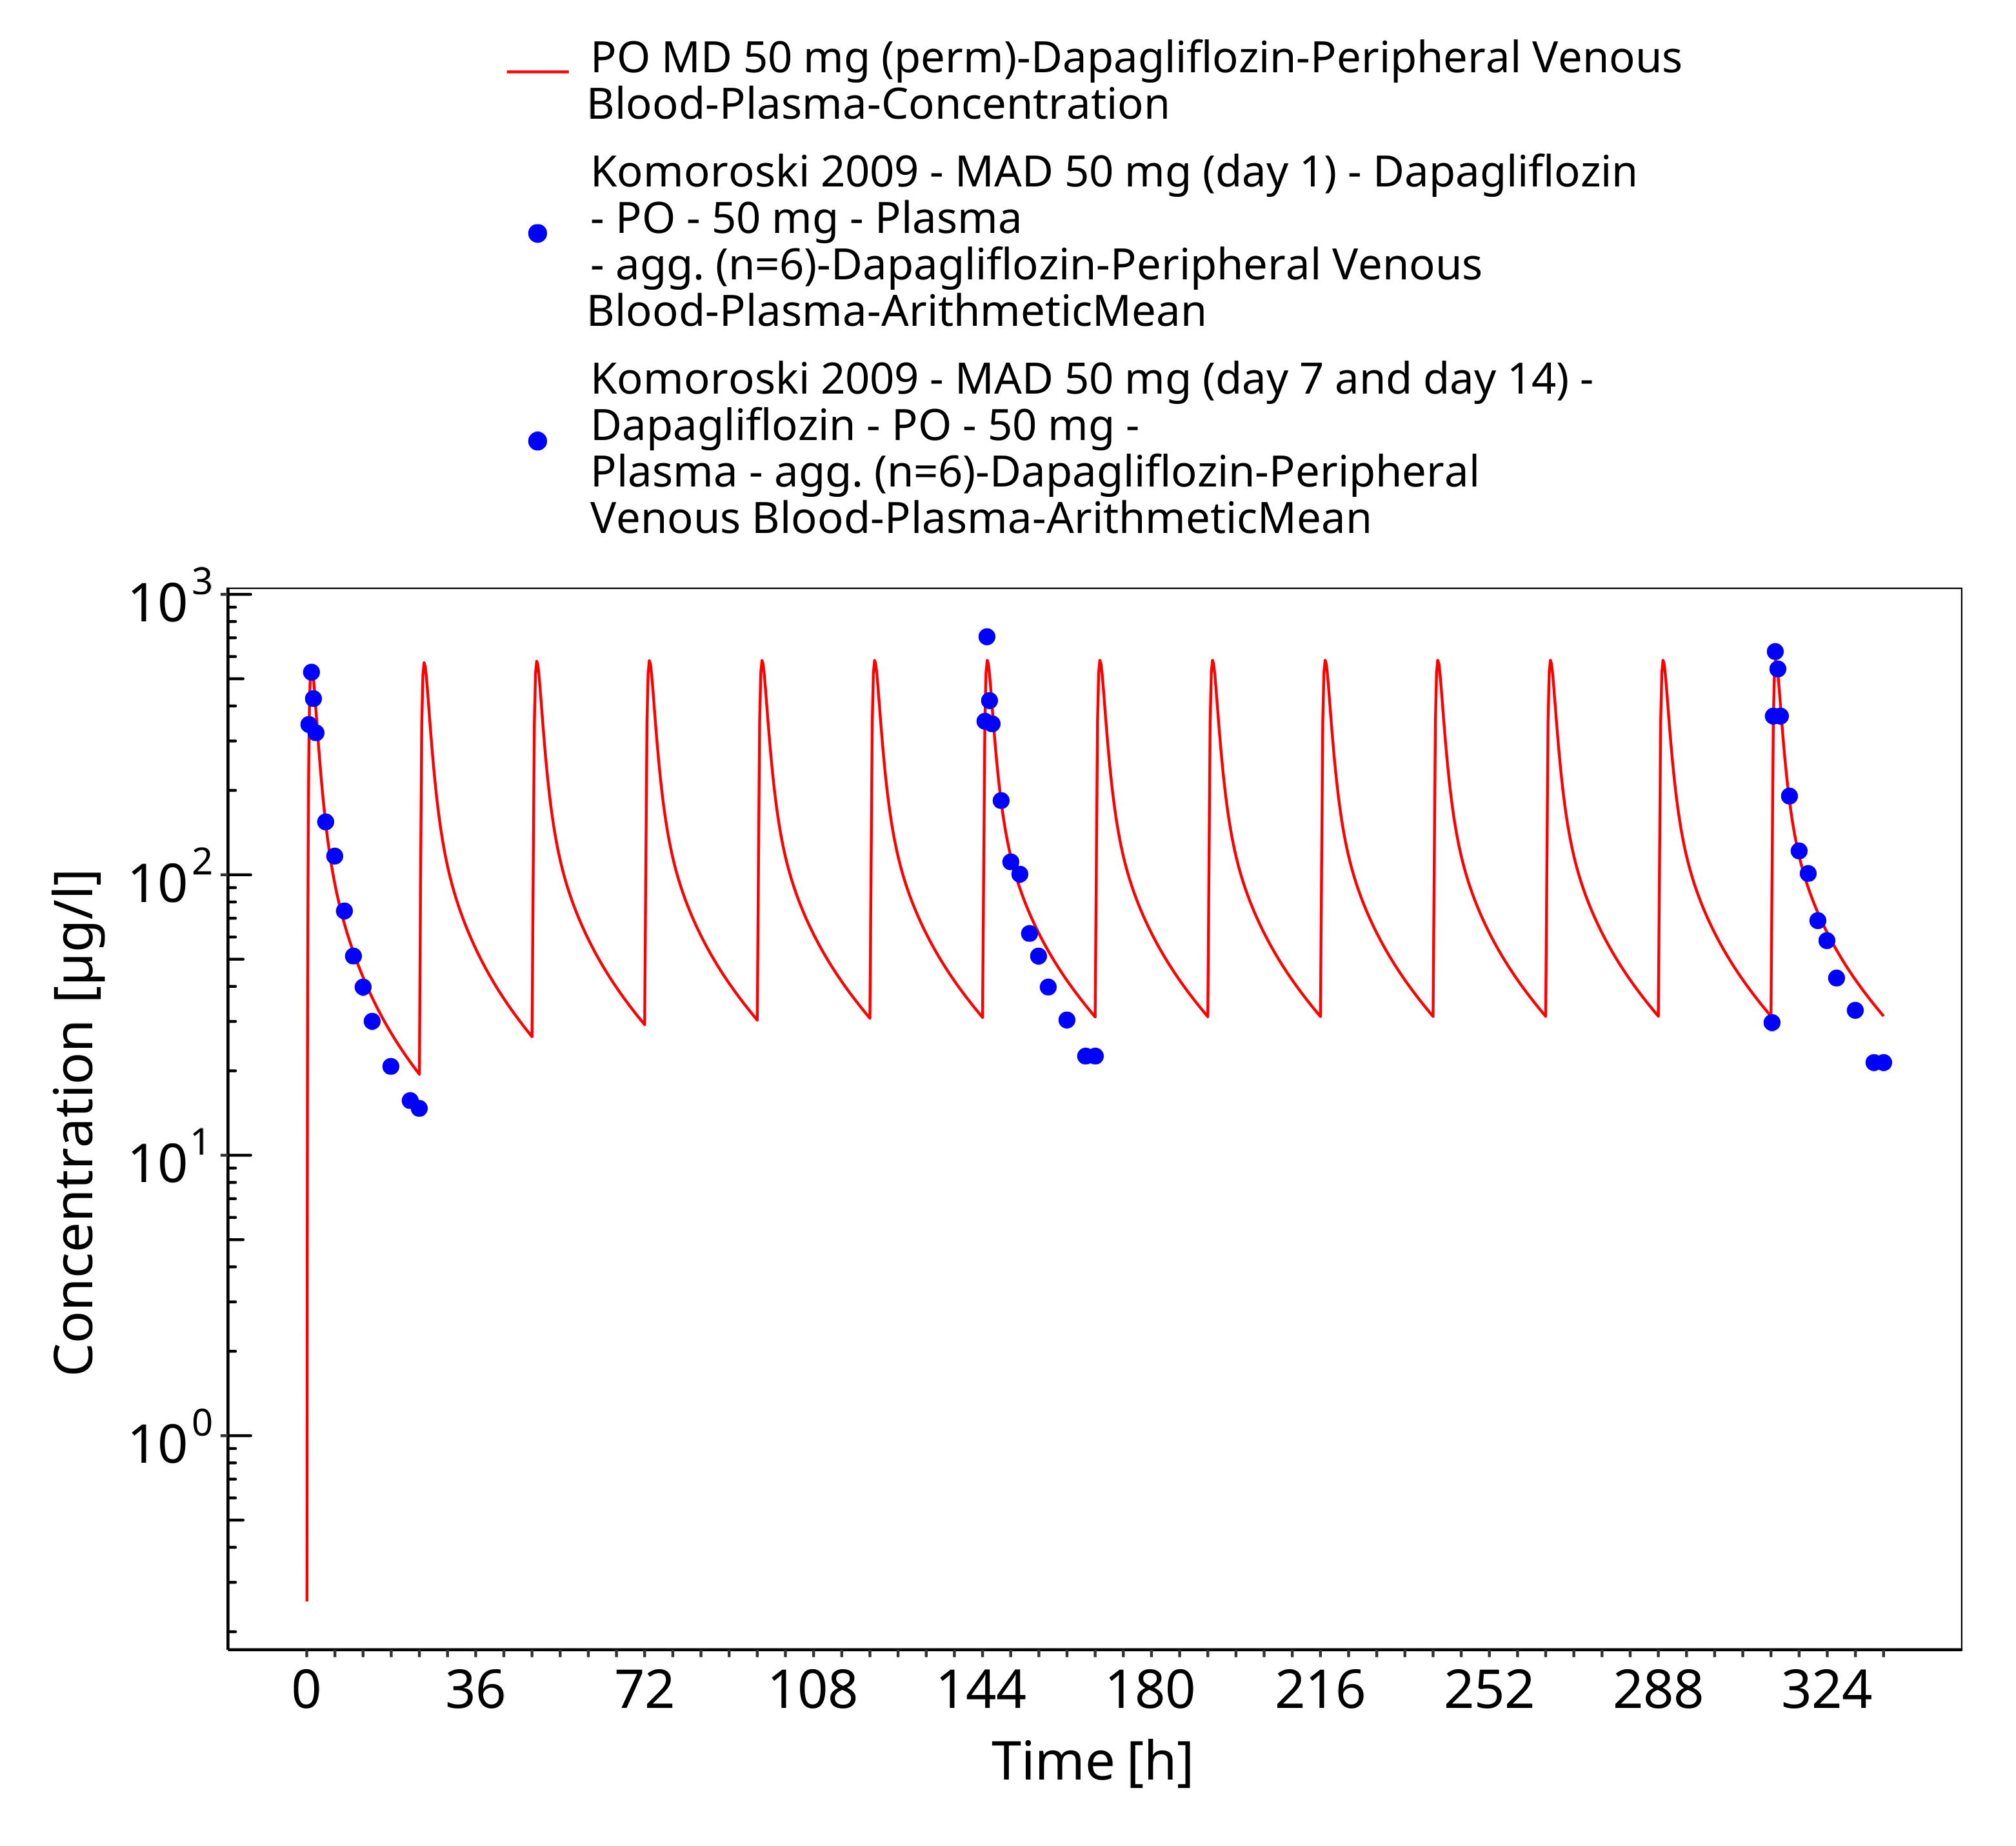 PO MD 50 mg (perm)-Dapagliflozin-Peripheral Venous
Blood-Plasma-Concentration
Komoroski 2009 - MAD 50 mg (day 1) - Dapagliflozin
- PO - 50 mg - Plasma
- agg. (n=6)-Dapagliflozin-Peripheral Venous
Blood-Plasma-ArithmeticMean
Komoroski 2009 - MAD 50 mg (day 7 and day 14) -
Dapagliflozin - PO - 50 mg -
Plasma - agg. (n=6)-Dapagliflozin-Peripheral
Venous Blood-Plasma-ArithmeticMean
Concentration [µg/l]
10³
10²
10¹
10⁰
0 36 72 108 144 180 216 252 288 324
Time [h]